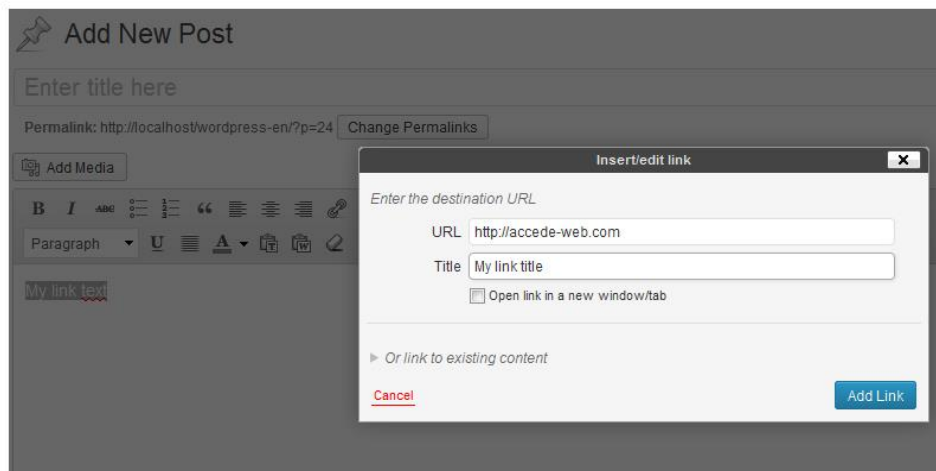 Add New Post
Enter title here
Permalink: http://localhost/wordpress-en/?p=24 Change Permalinks
Add Media
Insert/edit link
B I ABC
Paragraph U A T W
My link text
Enter the destination URL
URL http://accede-web.com
Title My link title
Open link in a new window/tab
Or link to existing content
Cancel Add Link